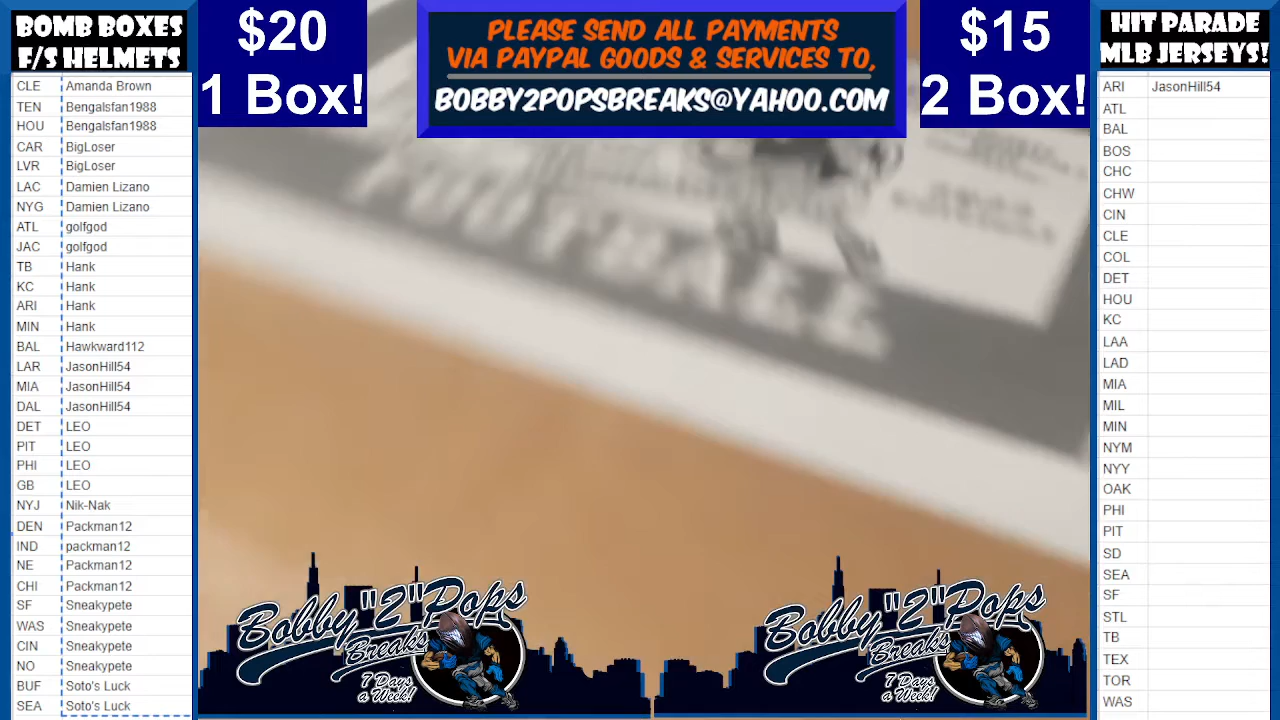 BOMB BOXES
F/S HELMETS
CLE Amanda Brown
TEN Bengalsfan1988
HOU Bengalsfan1988
CAR BigLoser
LVR BigLoser
LAC Damien Lizano
NYG Damien Lizano
ATL golfgod
JAC golfgod
TB Hank
KC Hank
ARI Hank
MIN Hank
BAL Hawkward112
LAR JasonHill54
MIA JasonHill54
DAL JasonHill54
DET LEO
PIT LEO
PHI LEO
GB LEO
NYJ Nik-Nak
DEN Packman12
IND packman12
NE Packman12
CHI Packman12
SF Sneakypete
WAS Sneakypete
CIN Sneakypete
NO Sneakypete
BUF Soto's Luck
SEA Soto's Luck
$20
1 Box!
PLEASE SEND ALL PAYMENTS
VIA PAYPAL GOODS & SERVICES TO,
BOBBY2POPSBREAKS@YAHOO.COM
$15
2 Box!
FOOTBALL
Bobby "2" Pops
Breaks
7 Days
a Week!
Bobby "2" Pops
Breaks
7 Days
a Week!
HIT PARADE
MLB JERSEYS!
ARI JasonHill54
ATL
BAL
BOS
CHC
CHW
CIN
CLE
COL
DET
HOU
KC
LAA
LAD
MIA
MIL
MIN
NYM
NYY
OAK
PHI
PIT
SD
SEA
SF
STL
TB
TEX
TOR
WAS